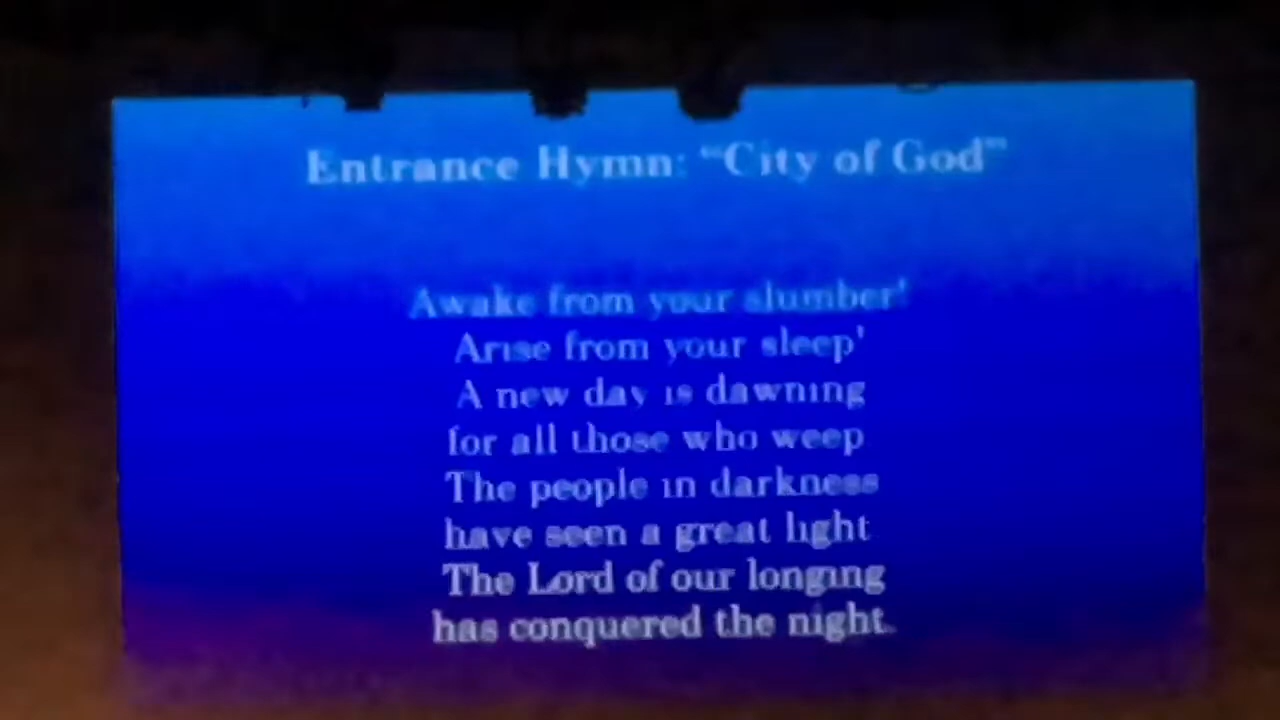 Entrance Hymn: "City of God"
Awake from your slumber!
Arise from your sleep!
A new day is dawning
for all those who weep
The people in darkness
have seen a great light
The Lord of our longing
has conquered the night.